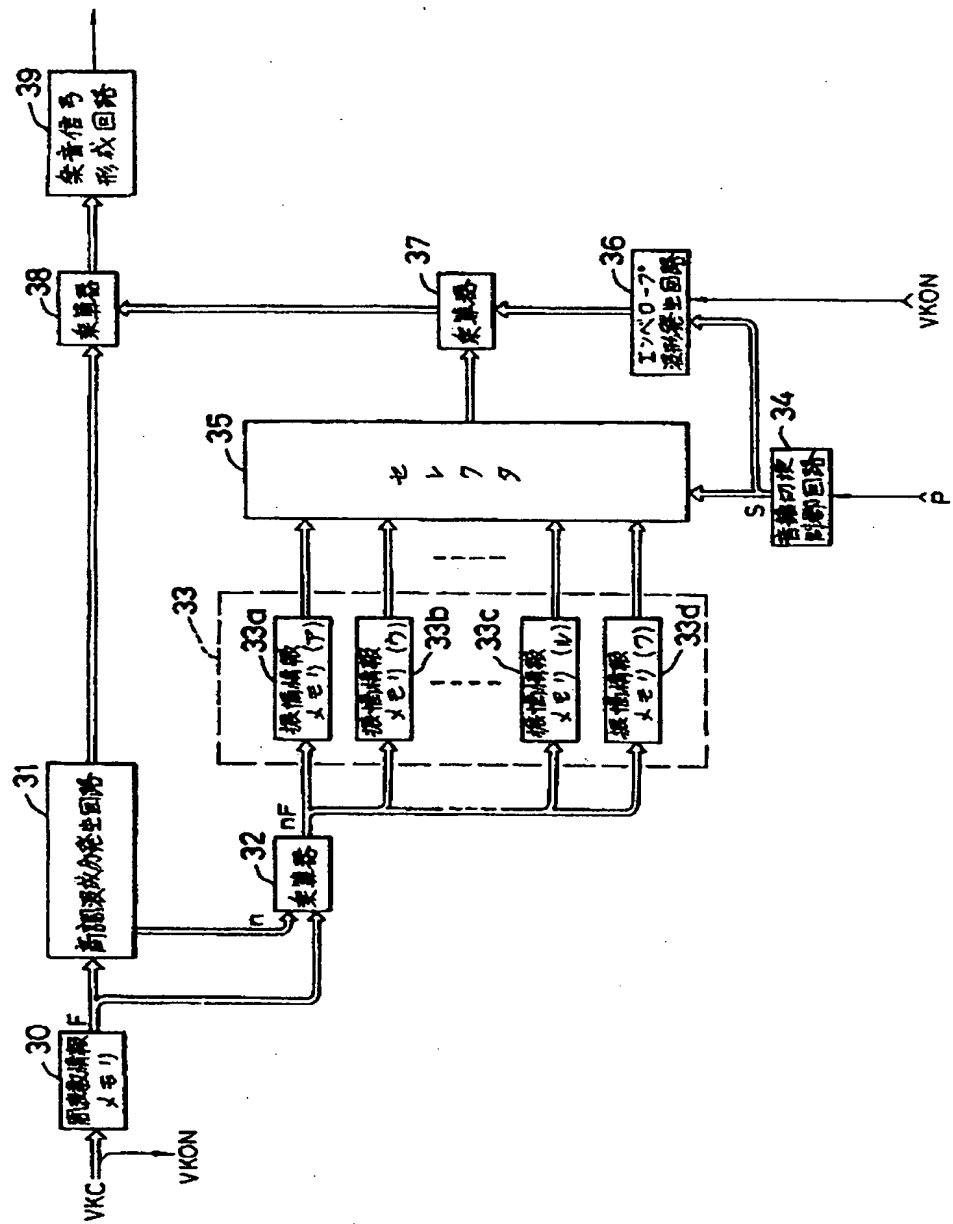 VKC
VKON
30
周波数情報
メモリ
F
31
高調波成分発生回路
n
32
乗算器
nF
33
33a
振幅情報
メモリ(ア)
33b
振幅情報
メモリ(ウ)
33c
振幅情報
メモリ(ル)
33d
振幅情報
メモリ(ワ)
35
セレクタ
S
34
音韻切換
制御回路
P
36
エンベロープ
波形発生回路
VKON
37
乗算器
38
乗算器
39
楽音信号
形成回路